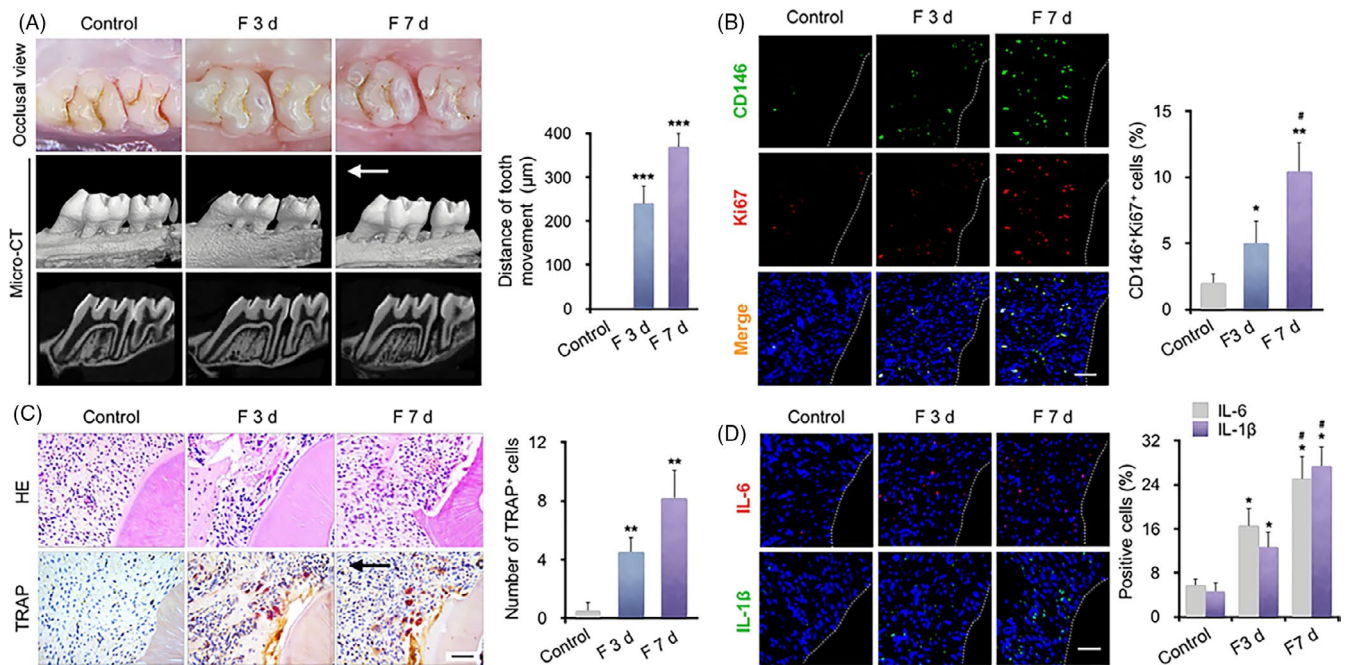 (A)
Control F 3 d F 7 d
Occlusal view
Micro-CT
Distance of tooth
movement (μm)
400
300
200
100
0
*** ***
Control F 3 d F 7 d
(B)
Control F 3 d F 7 d
CD146
Ki67
Merge
CD146⁺Ki67⁺ cells (%)
15
10
5
0
* ** #
Control F3 d F 7 d
(C)
Control F 3 d F 7 d
HE
TRAP
Number of TRAP⁺ cells
12
8
4
0
** **
Control F 3 d F 7 d
(D)
Control F 3 d F 7 d
IL-6
IL-1β
IL-6
IL-1β
Positive cells (%)
32
24
16
8
0
* * # * # *
Control F3 d F7 d